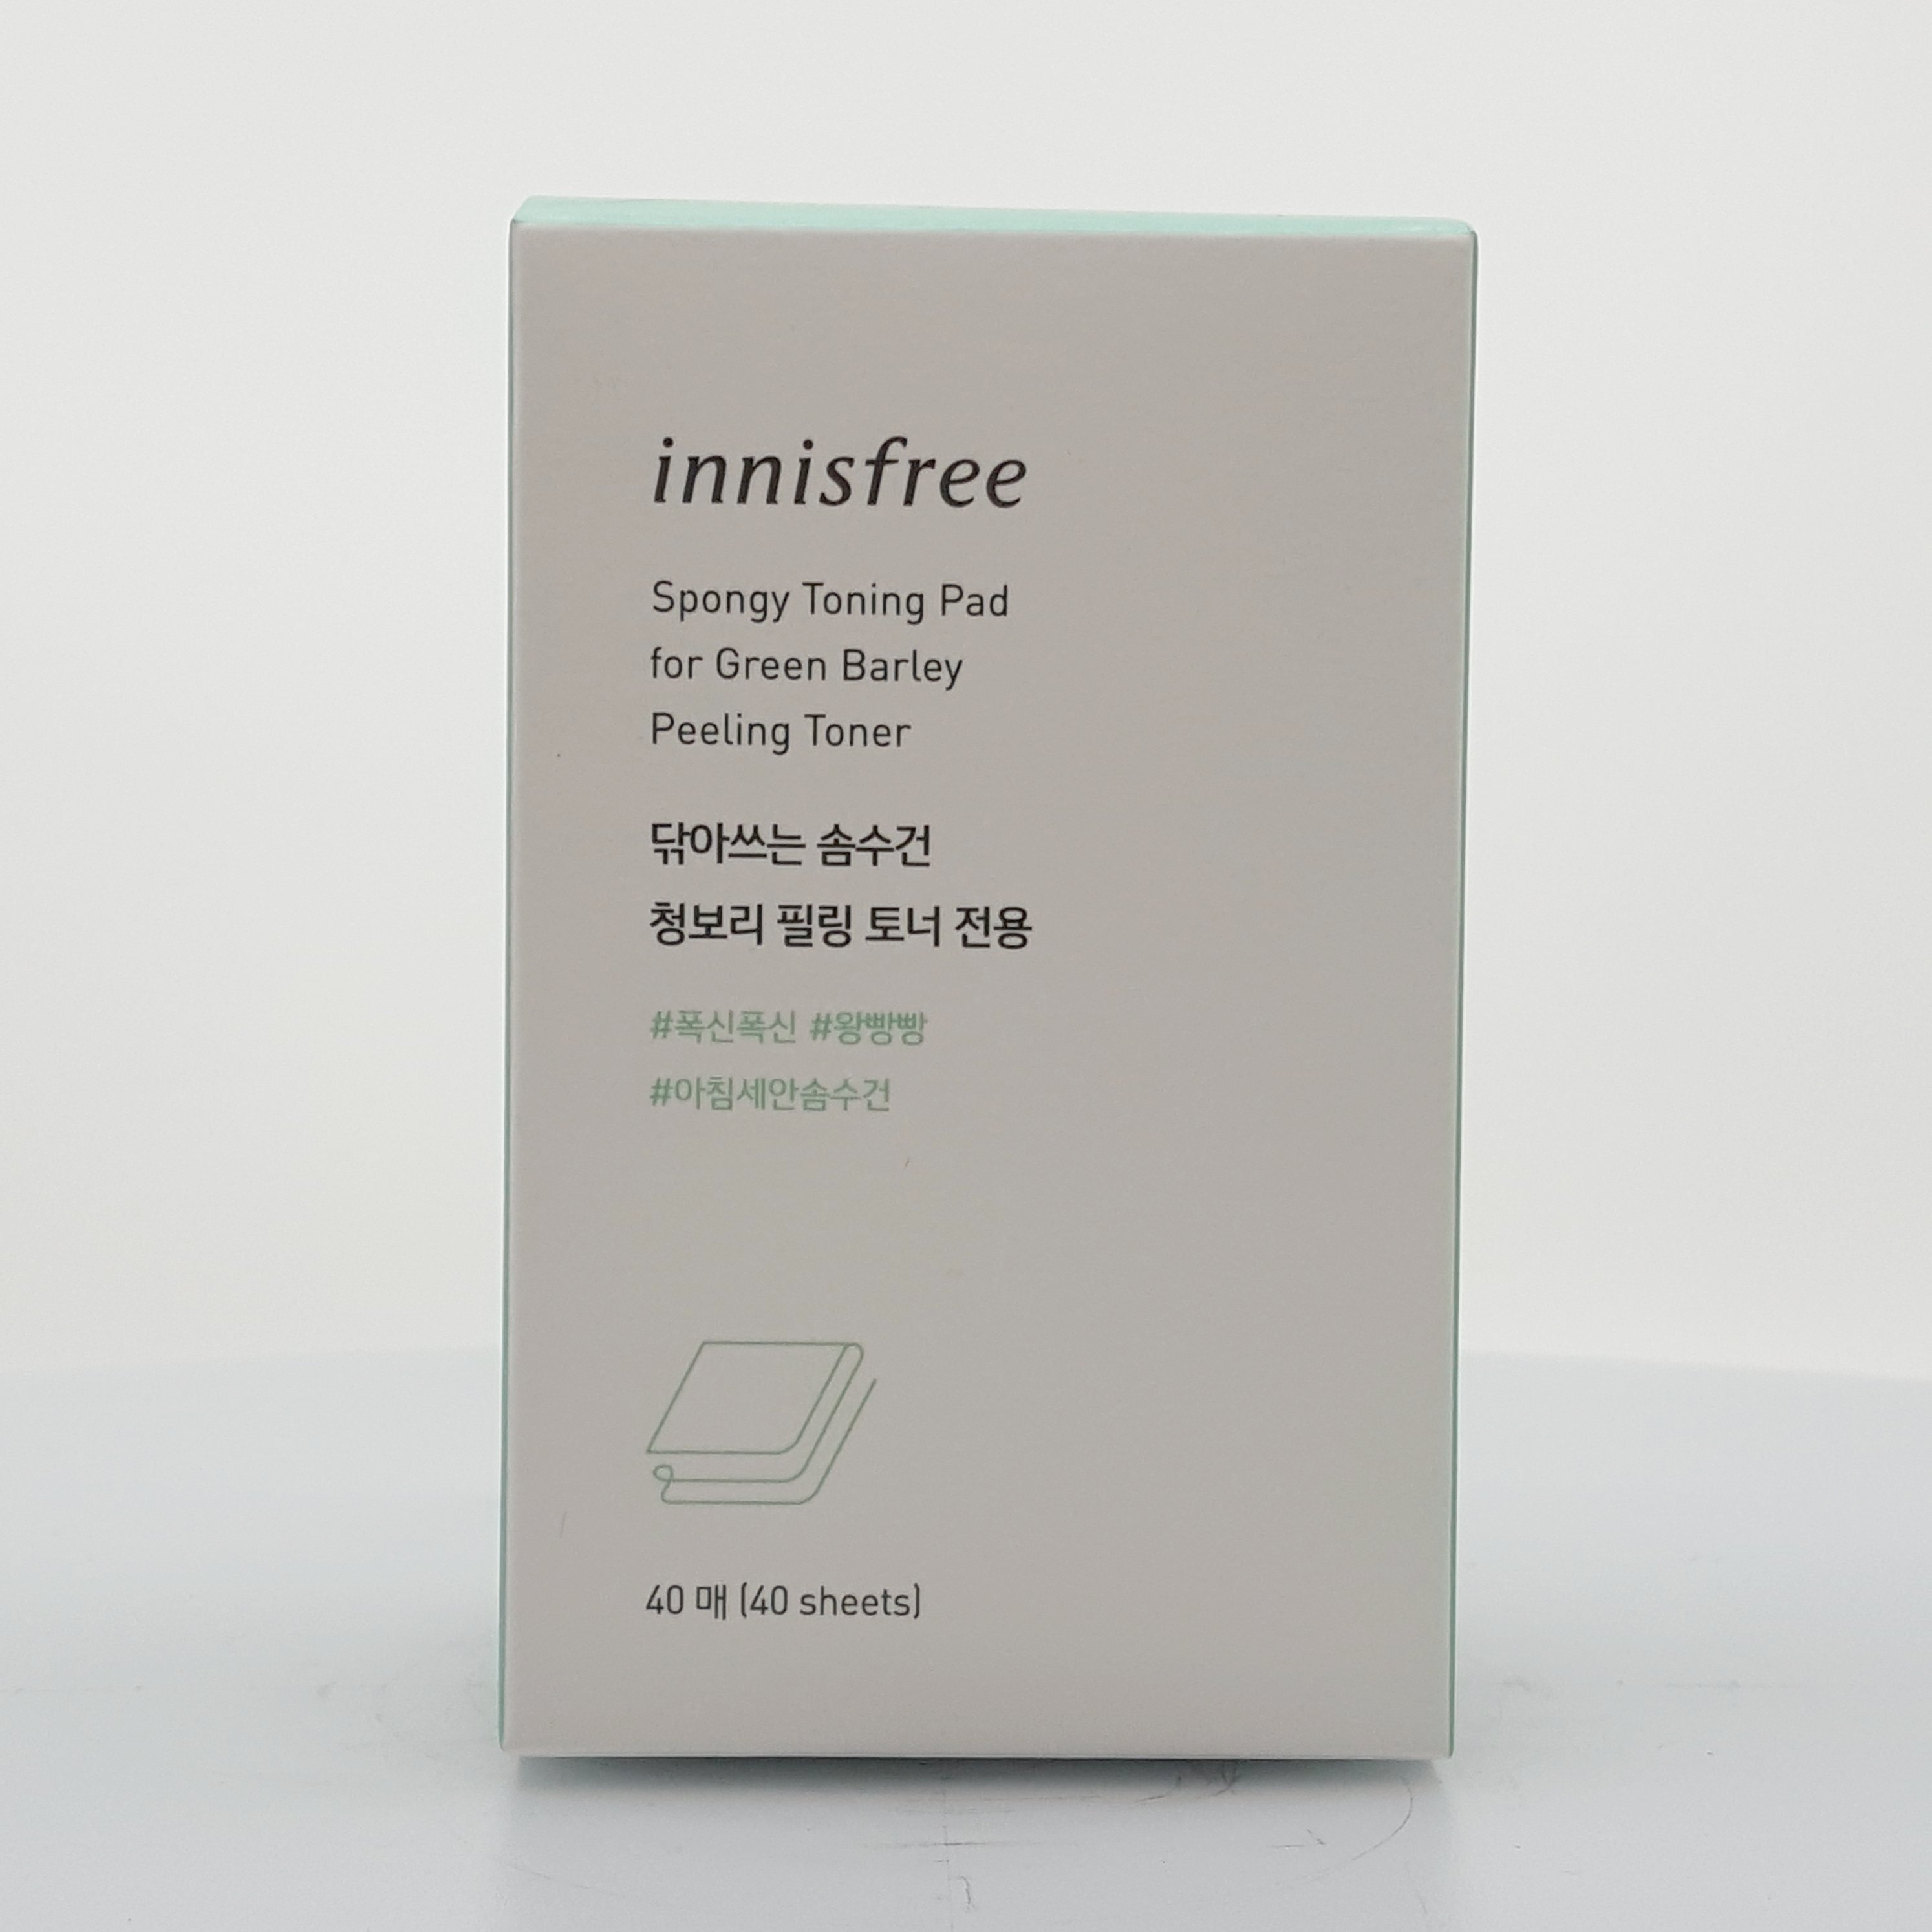 innisfree
Spongy Toning Pad
for Green Barley
Peeling Toner
닦아쓰는 솜수건
청보리 필링 토너 전용
#폭신폭신 #왕빵빵
#아침세안솜수건
40 매 (40 sheets)